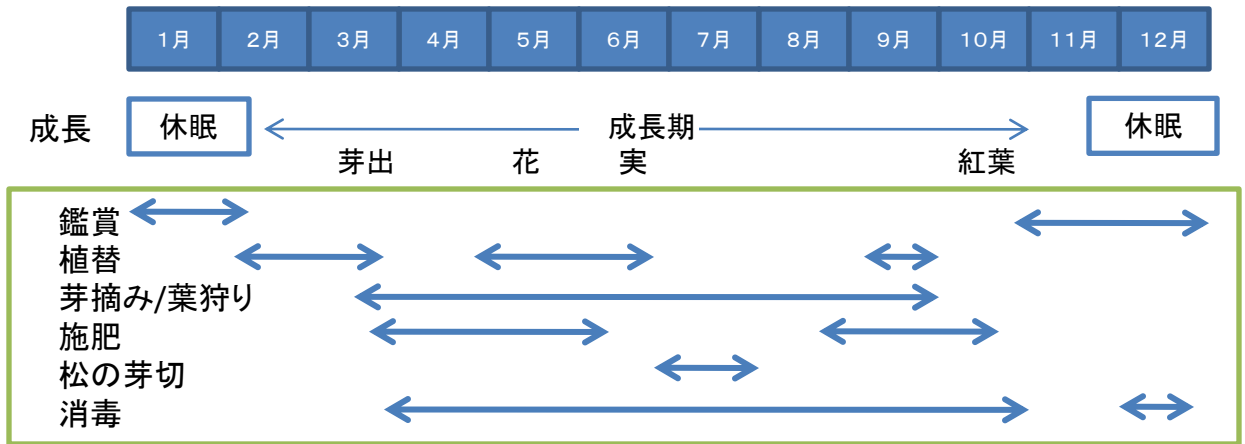 1月 2月 3月 4月 5月 6月 7月 8月 9月 10月 11月 12月
成長 休眠 成長期 休眠
芽出 花 実 紅葉
鑑賞
植替
芽摘み/葉狩り
施肥
松の芽切
消毒